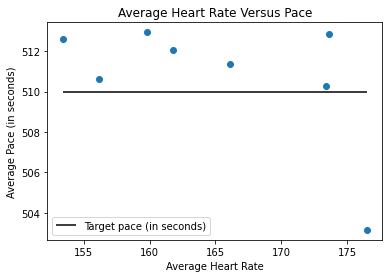 Average Heart Rate Versus Pace
Average Pace (in seconds)
512
510
508
506
504
Target pace (in seconds)
155
160
165
170
175
Average Heart Rate